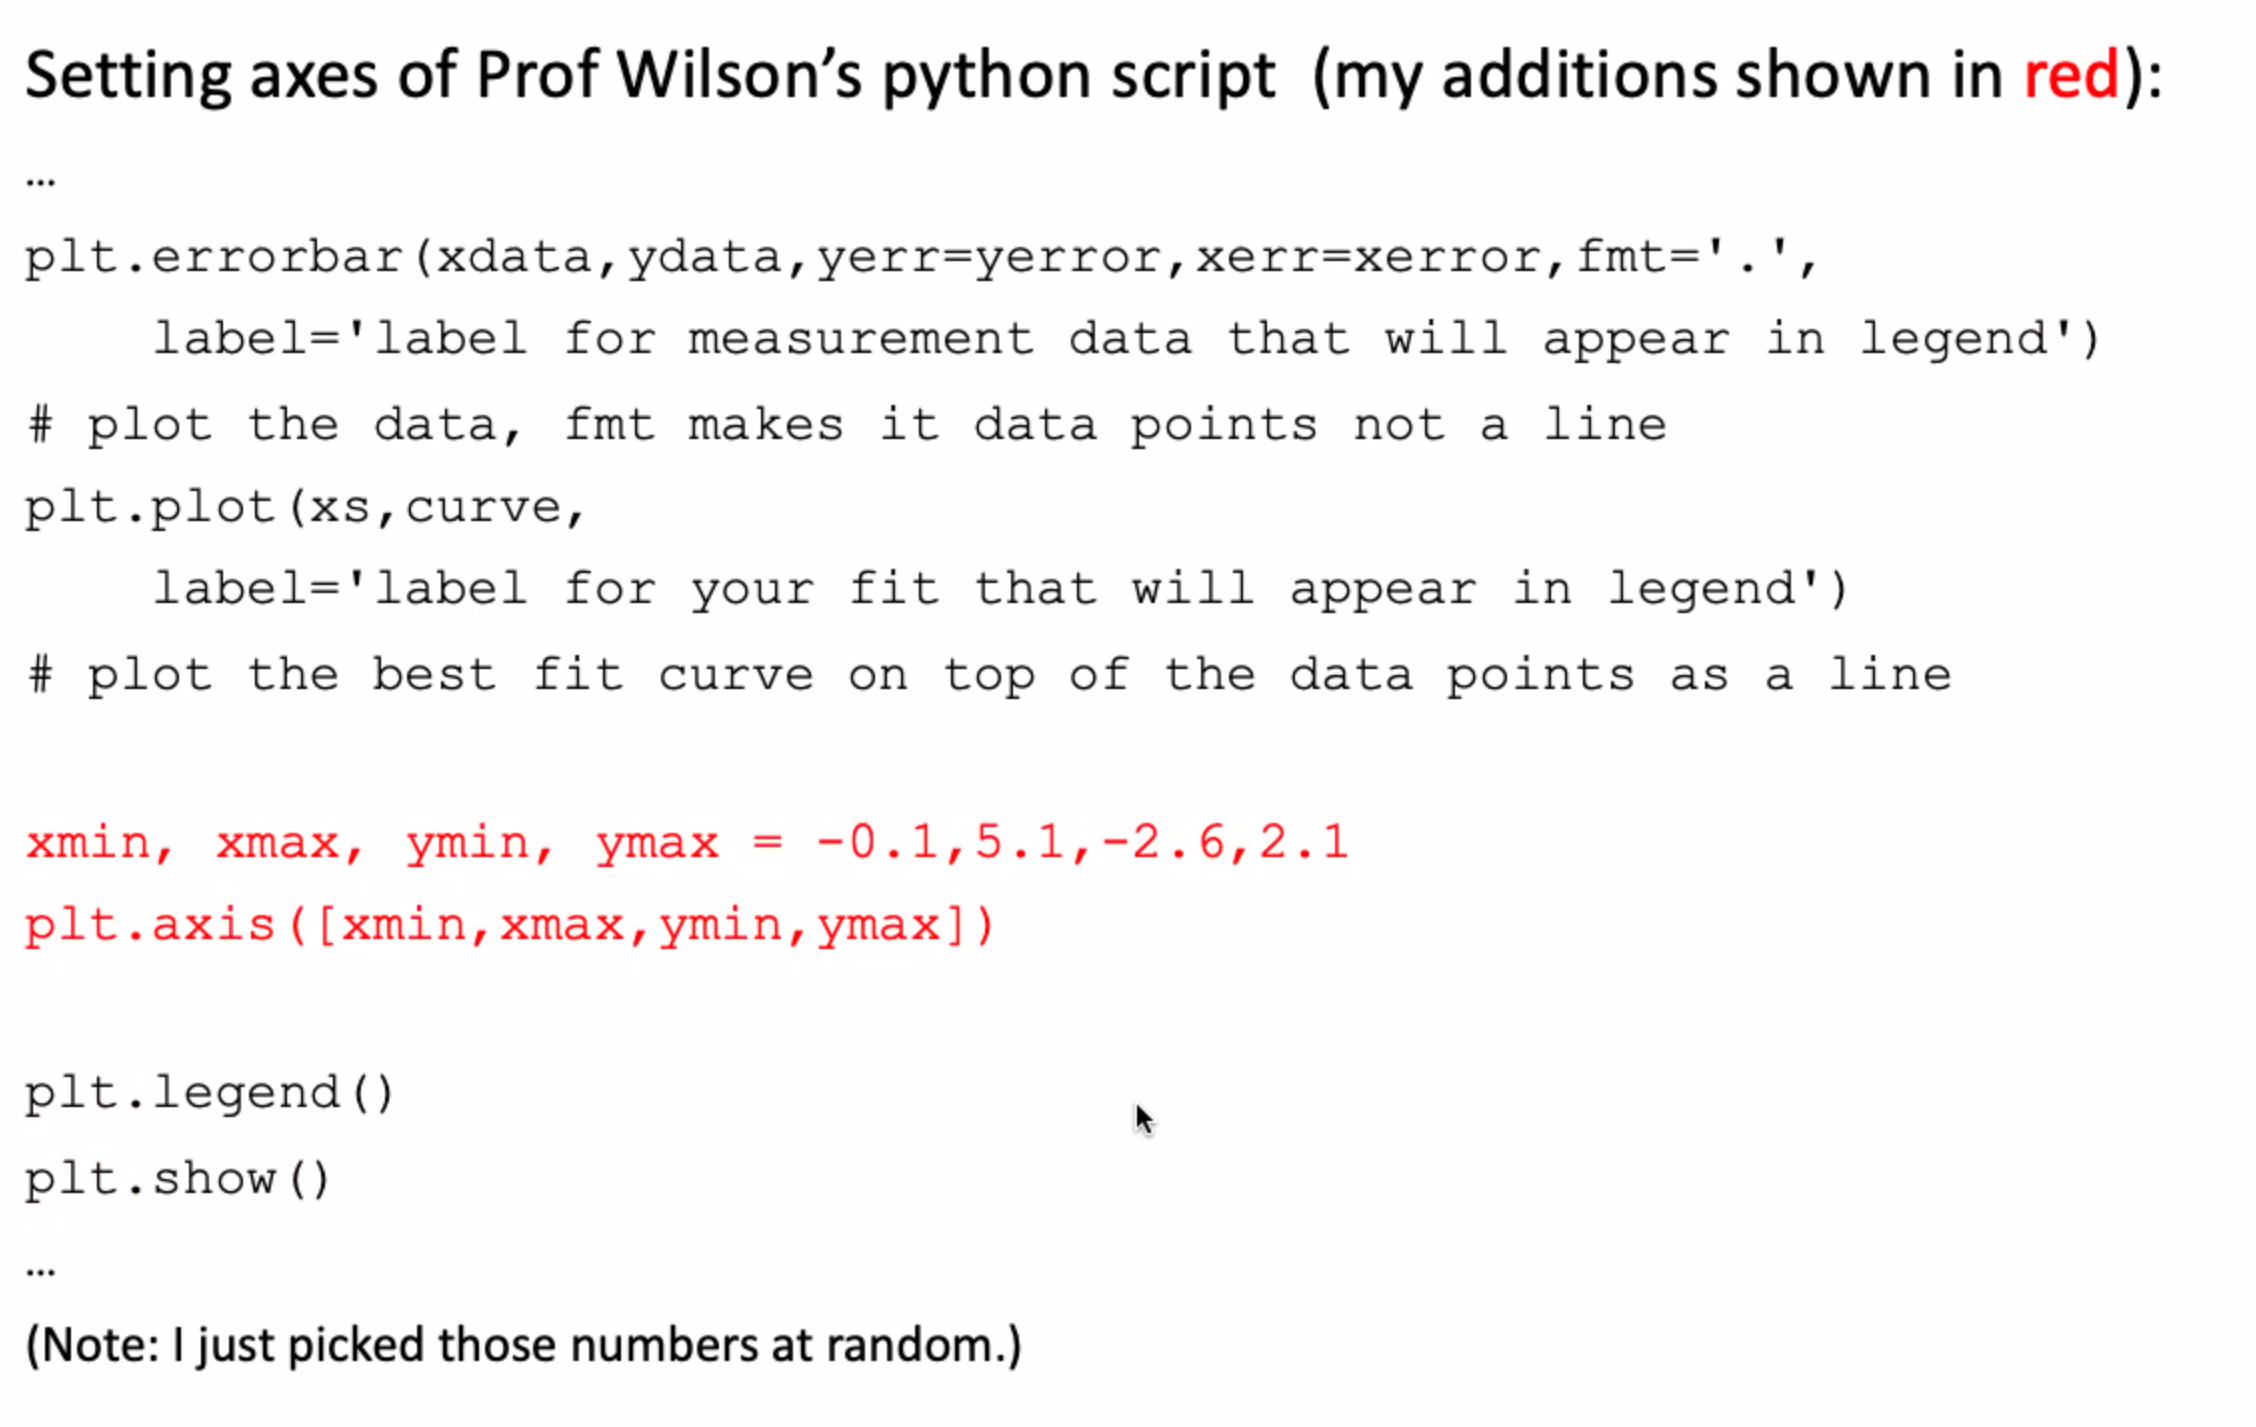 Setting axes of Prof Wilson’s python script  (my additions shown in red):
…
plt.errorbar(xdata,ydata,yerr=yerror,xerr=xerror,fmt='.',
    label='label for measurement data that will appear in legend')
# plot the data, fmt makes it data points not a line
plt.plot(xs,curve,
    label='label for your fit that will appear in legend')
# plot the best fit curve on top of the data points as a line
xmin, xmax, ymin, ymax = -0.1,5.1,-2.6,2.1
plt.axis([xmin,xmax,ymin,ymax])
plt.legend()
plt.show()
…
(Note: I just picked those numbers at random.)